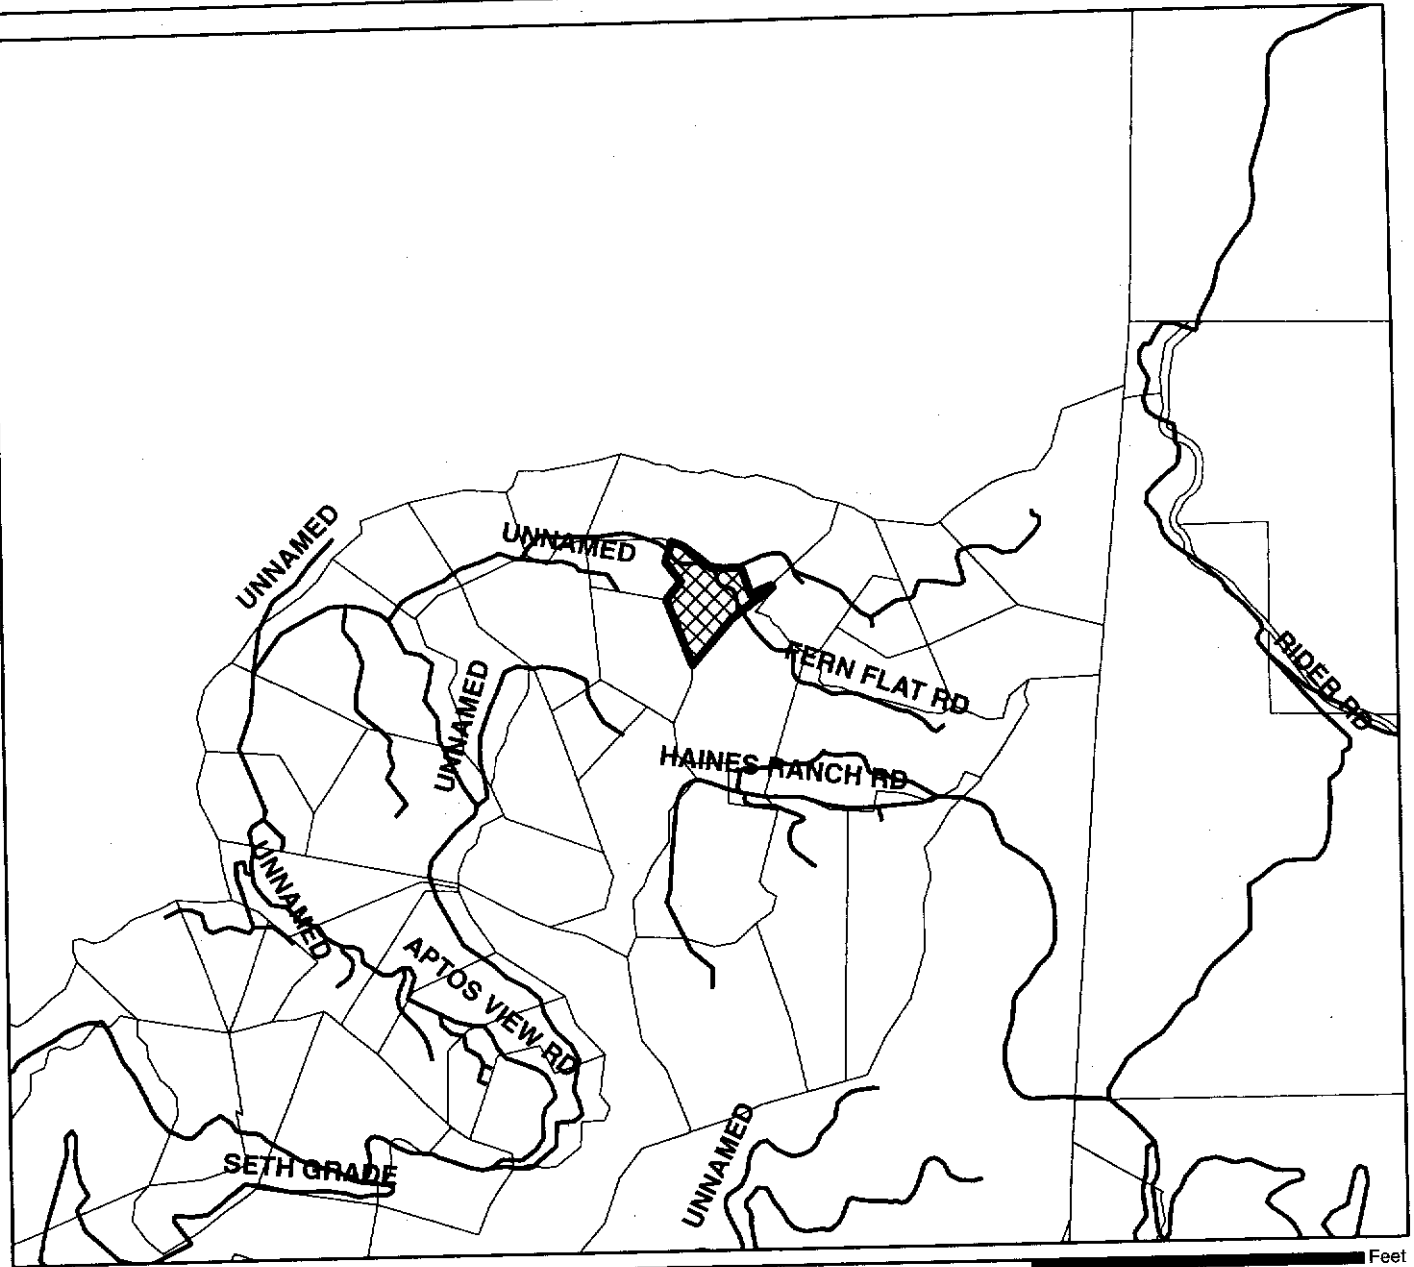 UNNAMED
UNNAMED
RIDER RD
FERN FLAT RD
UNNAMED
HAINES RANCH RD
UNNAMED
APTOS VIEW RD
UNNAMED
SETH GRADE
Feet